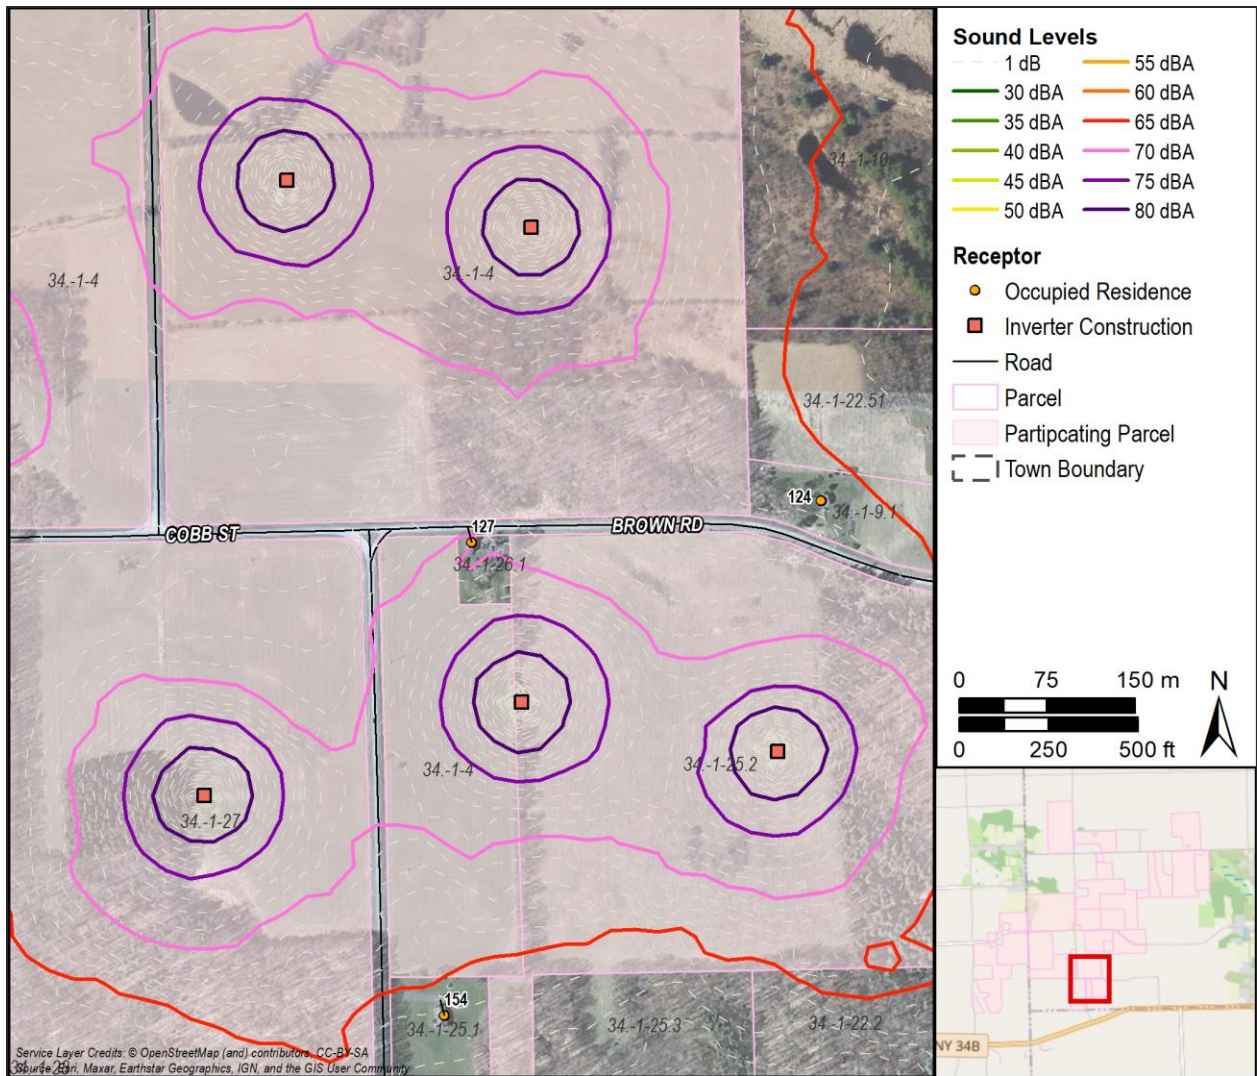 34.-1-10
34.-1-4
34.-1-4
34.-1-22.51
124
34.-1-9.1
127
COBB ST
BROWN RD
34.-1-26.1
34.-1-4
34.-1-25.2
34.-1-27
154
34.-1-25.1
34.-1-25.3
34.-1-22.2
Service Layer Credits: © OpenStreetMap (and) contributors, CC-BY-SA
Source: Esri, Maxar, Earthstar Geographics, IGN, and the GIS User Community
Sound Levels
1 dB
55 dBA
30 dBA
60 dBA
35 dBA
65 dBA
40 dBA
70 dBA
45 dBA
75 dBA
50 dBA
80 dBA
Receptor
Occupied Residence
Inverter Construction
Road
Parcel
Partipcating Parcel
Town Boundary
0 75 150 m
N
0 250 500 ft
NY 34B